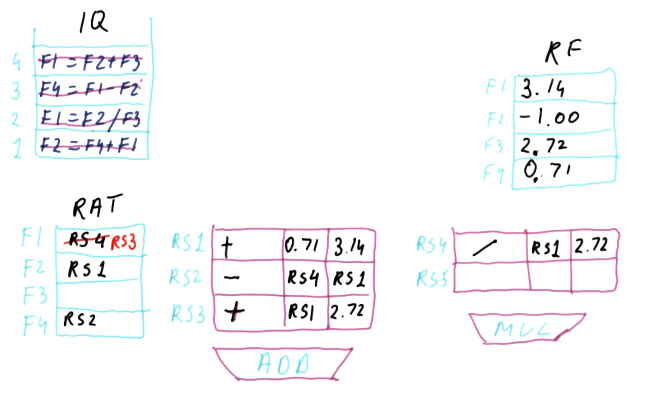 IQ
4 F1 = F2+F3
3 F4 = F1-F2
2 F1 = F2/F3
1 F2 = F4+F1
RF
F1 3.14
F2 -1.00
F3 2.72
F4 0.71
RAT
F1 RS4 RS3
F2 RS1
F3
F4 RS2
RS1 + 0.71 3.14
RS2 - RS4 RS1
RS3 + RS1 2.72
ADD
RS4 / RS1 2.72
RS5
MUL